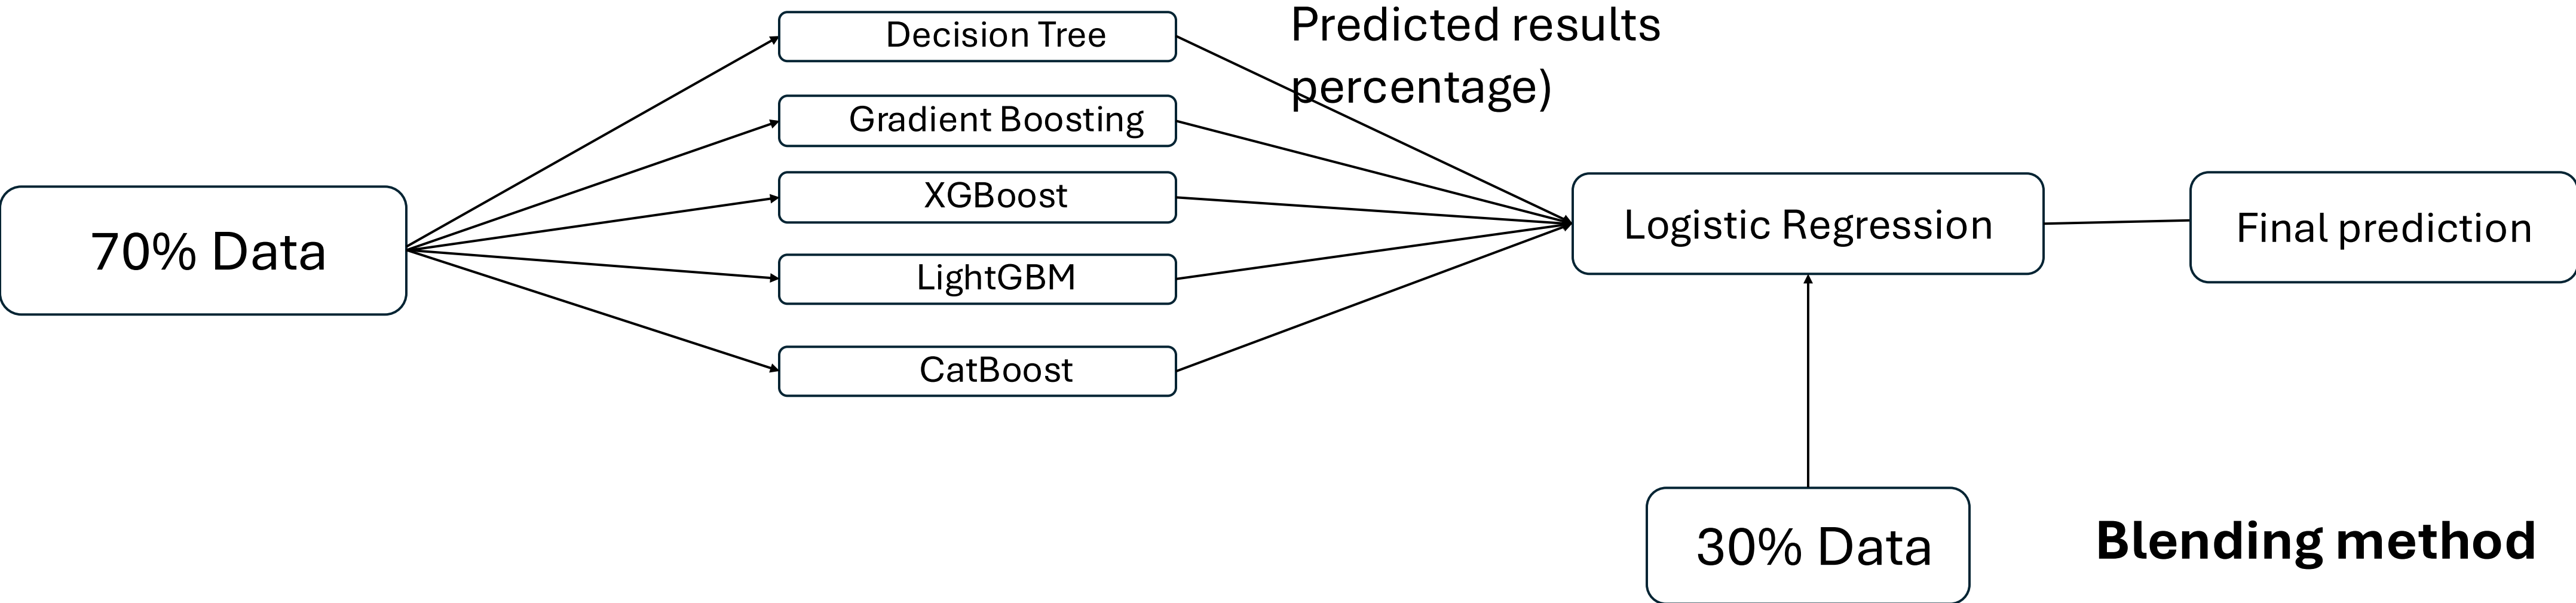 Decision Tree
Predicted results
percentage)
Gradient Boosting
XGBoost
70% Data
Logistic Regression
Final prediction
LightGBM
CatBoost
30% Data
Blending method